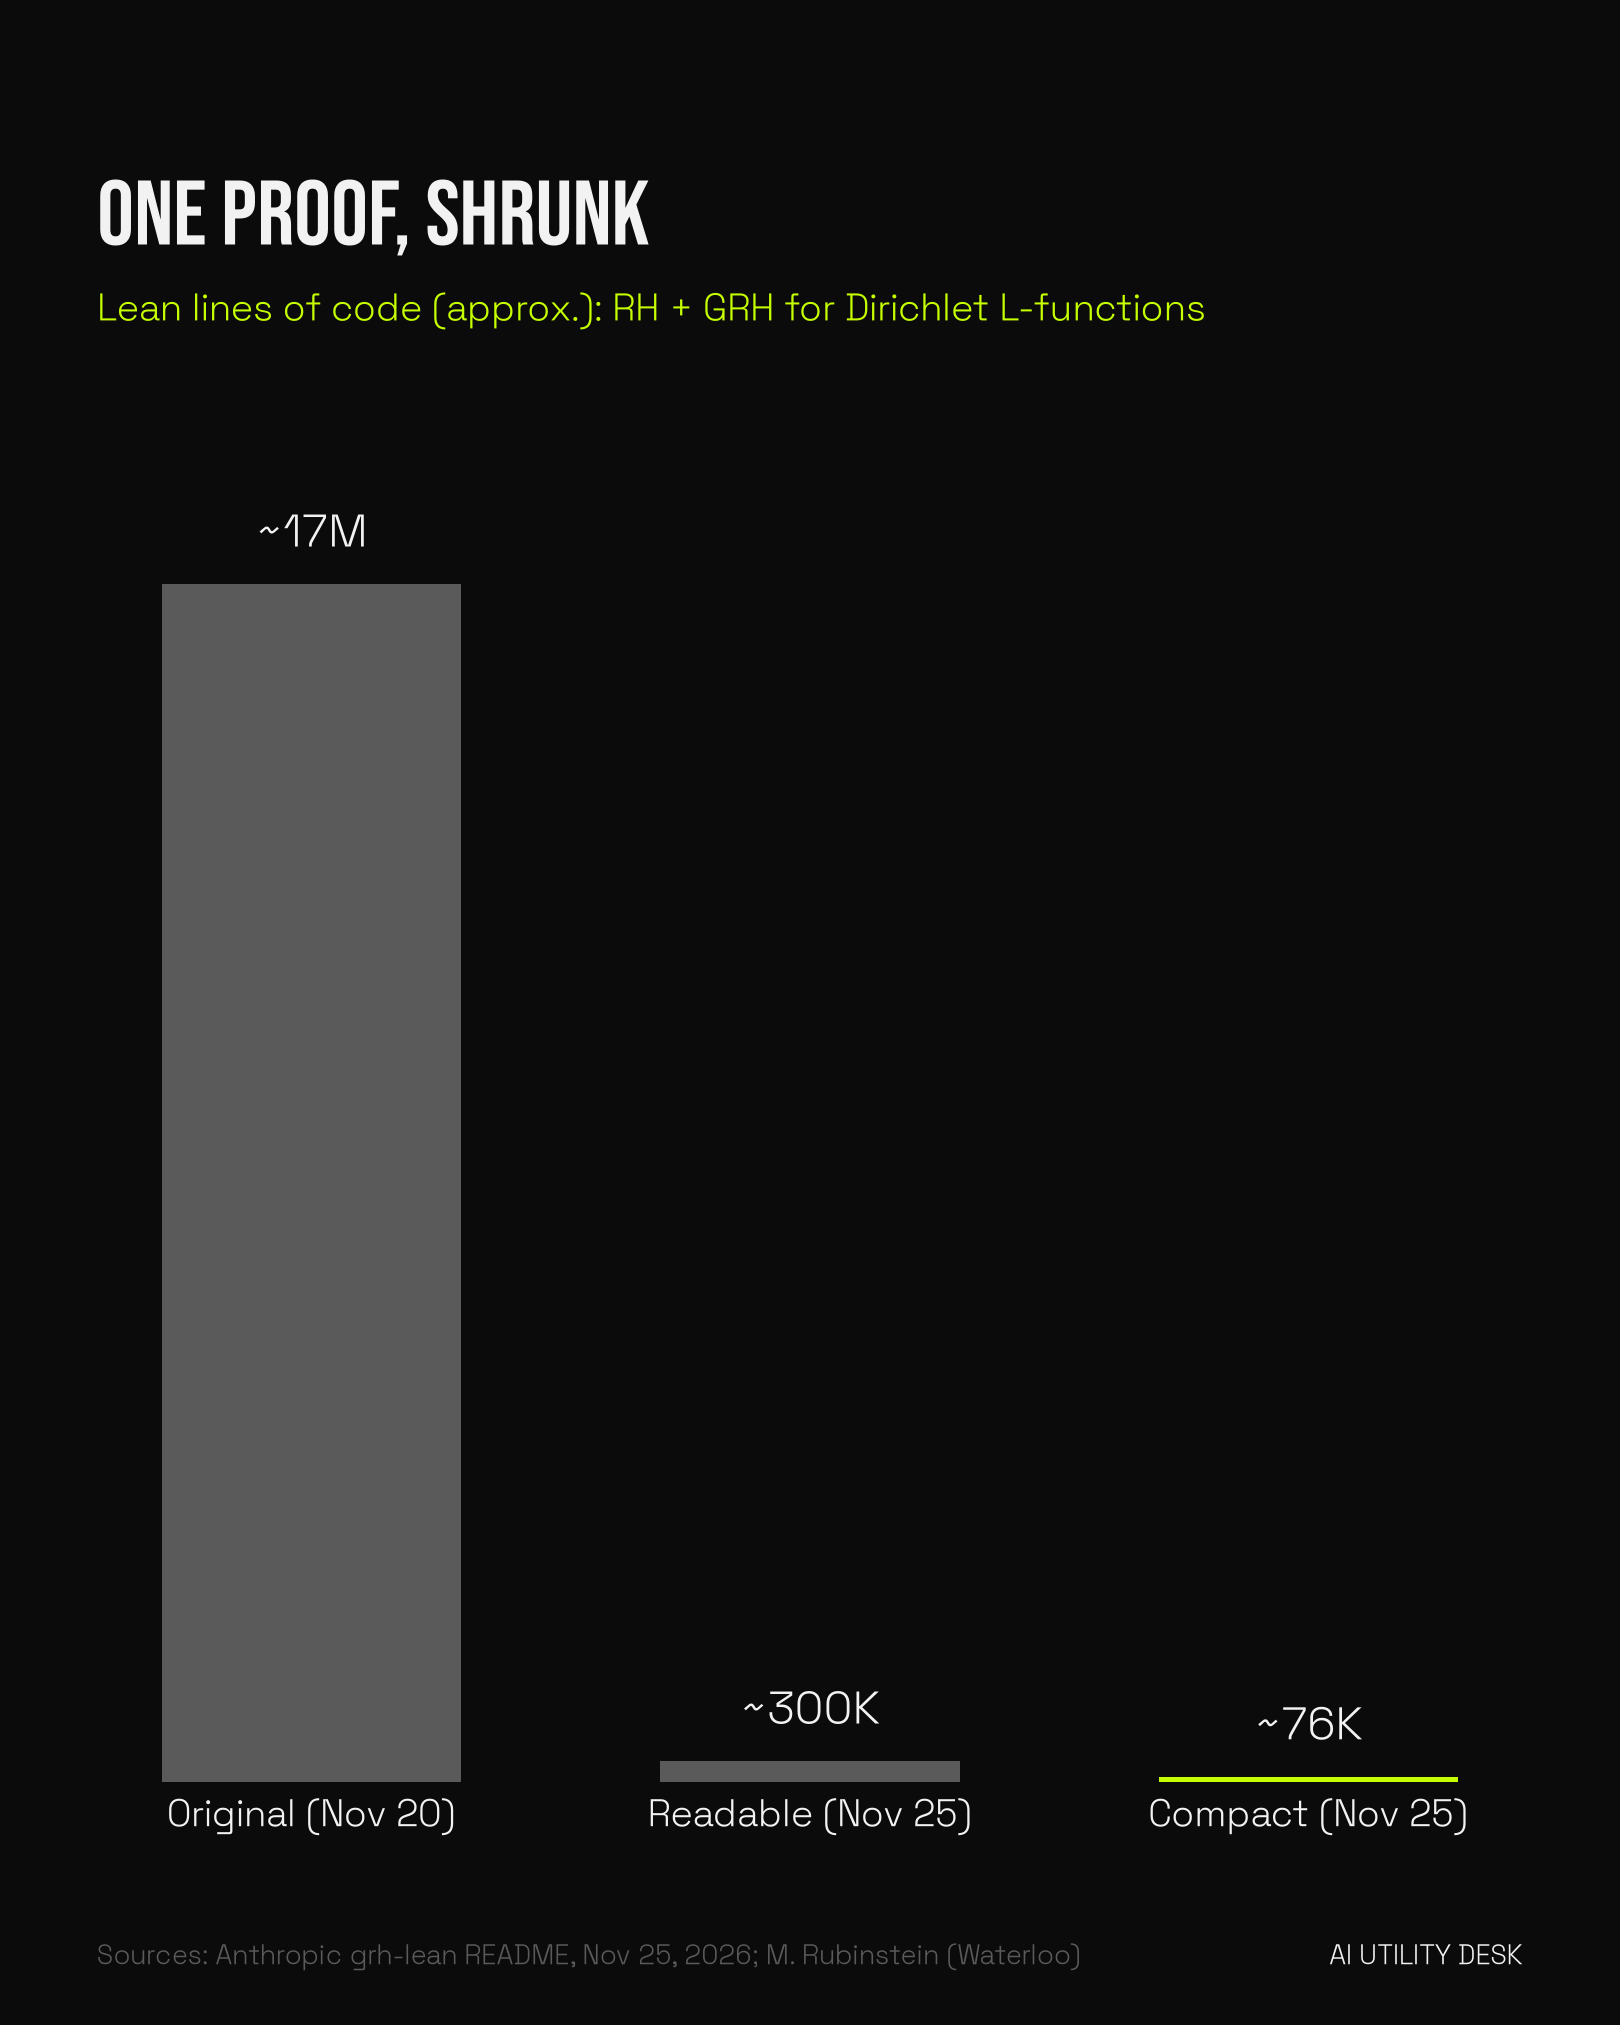 ONE PROOF, SHRUNK
Lean lines of code (approx.): RH + GRH for Dirichlet L-functions
~17M
~300K
~76K
Original (Nov 20)
Readable (Nov 25)
Compact (Nov 25)
Sources: Anthropic grh-lean README, Nov 25, 2026; M. Rubinstein (Waterloo)
AI UTILITY DESK